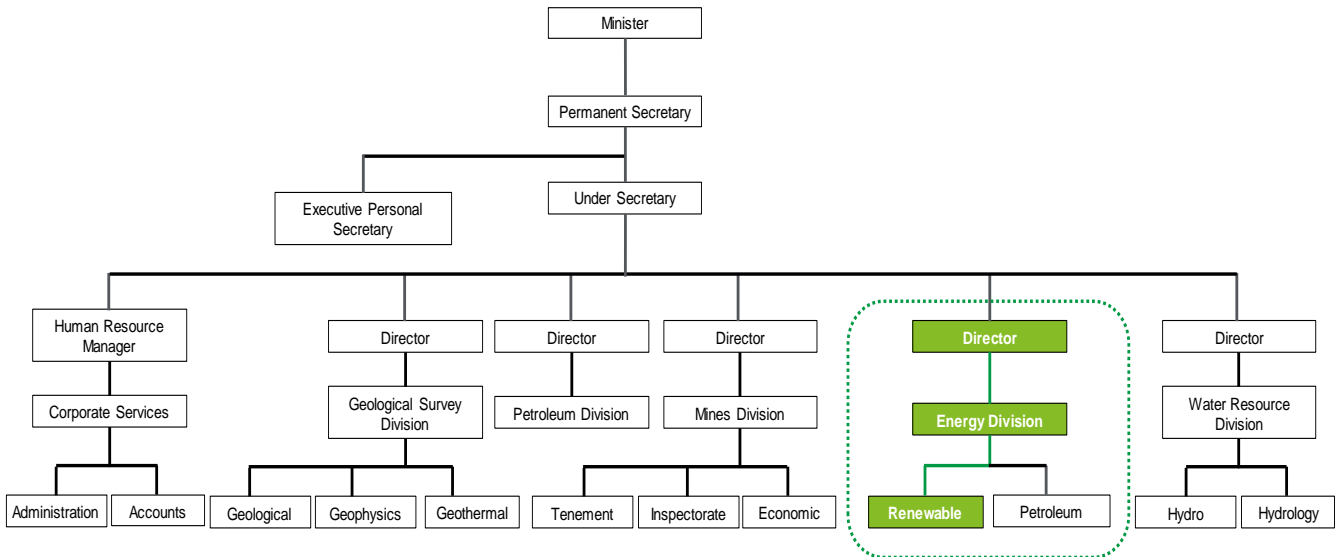 Minister
Permanent Secretary
Executive Personal
Secretary
Under Secretary
Human Resource
Manager
Director
Director
Director
Director
Director
Corporate Services
Geological Survey
Division
Petroleum Division
Mines Division
Energy Division
Water Resource
Division
Administration
Accounts
Geological
Geophysics
Geothermal
Tenement
Inspectorate
Economic
Renewable
Petroleum
Hydro
Hydrology